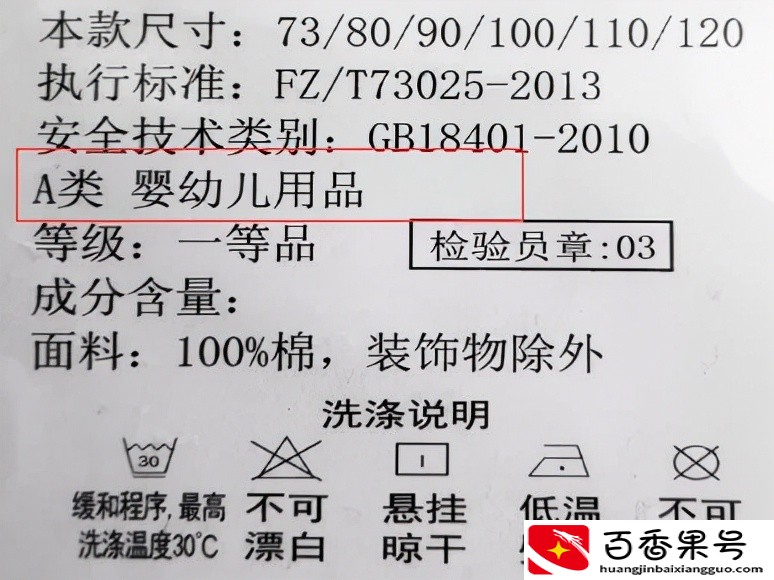 本款尺寸：73/80/90/100/110/120
执行标准：FZ/T73025-2013
安全技术类别：GB18401-2010
A类 婴幼儿用品
等级：一等品
检验员章:03
成分含量：
面料：100%棉，装饰物除外
洗涤说明
30
缓和程序,最高 不可 悬挂 低温 不可
洗涤温度30℃ 漂白 晾干
百香果号
huangjinbaixiangguo.com